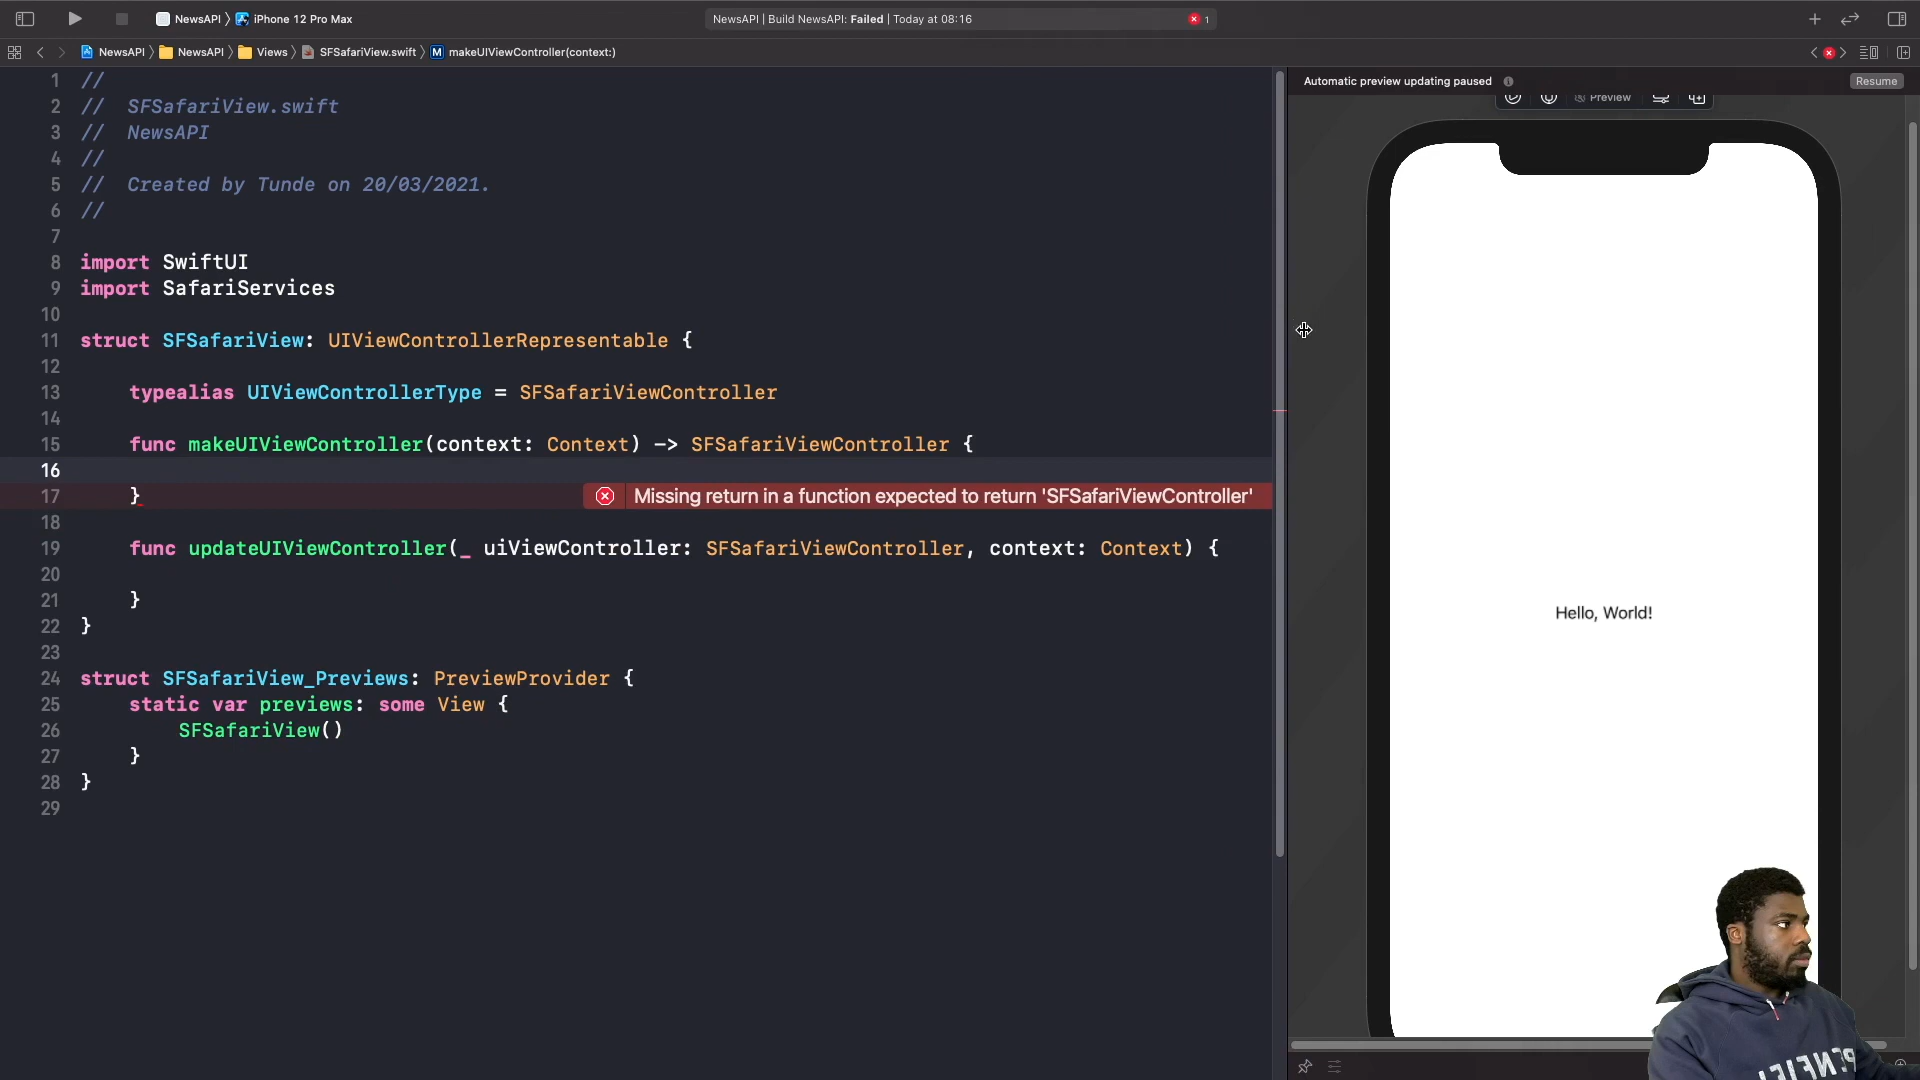 NewsAPI
iPhone 12 Pro Max
NewsAPI | Build NewsAPI: Failed | Today at 08:16
1
NewsAPI
NewsAPI
Views
SFSafariView.swift
M
makeUIViewController(context:)
1 //
2 // SFSafariView.swift
3 // NewsAPI
4 //
5 // Created by Tunde on 20/03/2021.
6 //
7
8 import SwiftUI
9 import SafariServices
10
11 struct SFSafariView: UIViewControllerRepresentable {
12
13 typealias UIViewControllerType = SFSafariViewController
14
15 func makeUIViewController(context: Context) -> SFSafariViewController {
16
17 }
Missing return in a function expected to return 'SFSafariViewController'
18
19 func updateUIViewController(_ uiViewController: SFSafariViewController, context: Context) {
20
21 }
22 }
23
24 struct SFSafariView_Previews: PreviewProvider {
25 static var previews: some View {
26 SFSafariView()
27 }
28 }
29
Automatic preview updating paused
Resume
Preview
Hello, World!